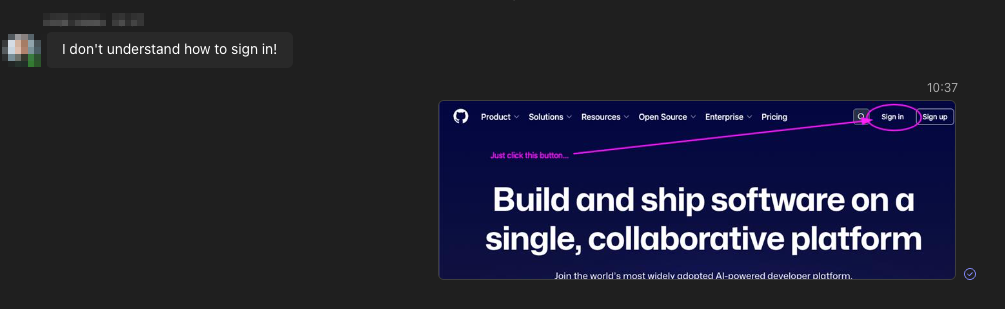 I don't understand how to sign in!
10:37
Product Solutions Resources Open Source Enterprise Pricing Sign in Sign up
Just click this button...
Build and ship software on a
single, collaborative platform
Join the world's most widely adopted AI-powered developer platform.